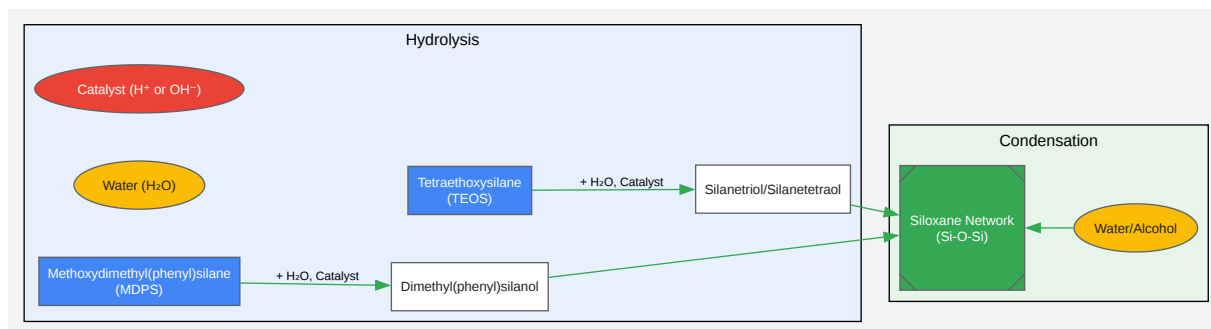 Hydrolysis
Catalyst (H⁺ or OH⁻)
Water (H₂O)
Tetraethoxysilane
(TEOS)
+ H₂O, Catalyst
Silanetriol/Silanetetraol
Methoxydimethyl(phenyl)silane
(MDPS)
+ H₂O, Catalyst
Dimethyl(phenyl)silanol
Condensation
Siloxane Network
(Si-O-Si)
Water/Alcohol